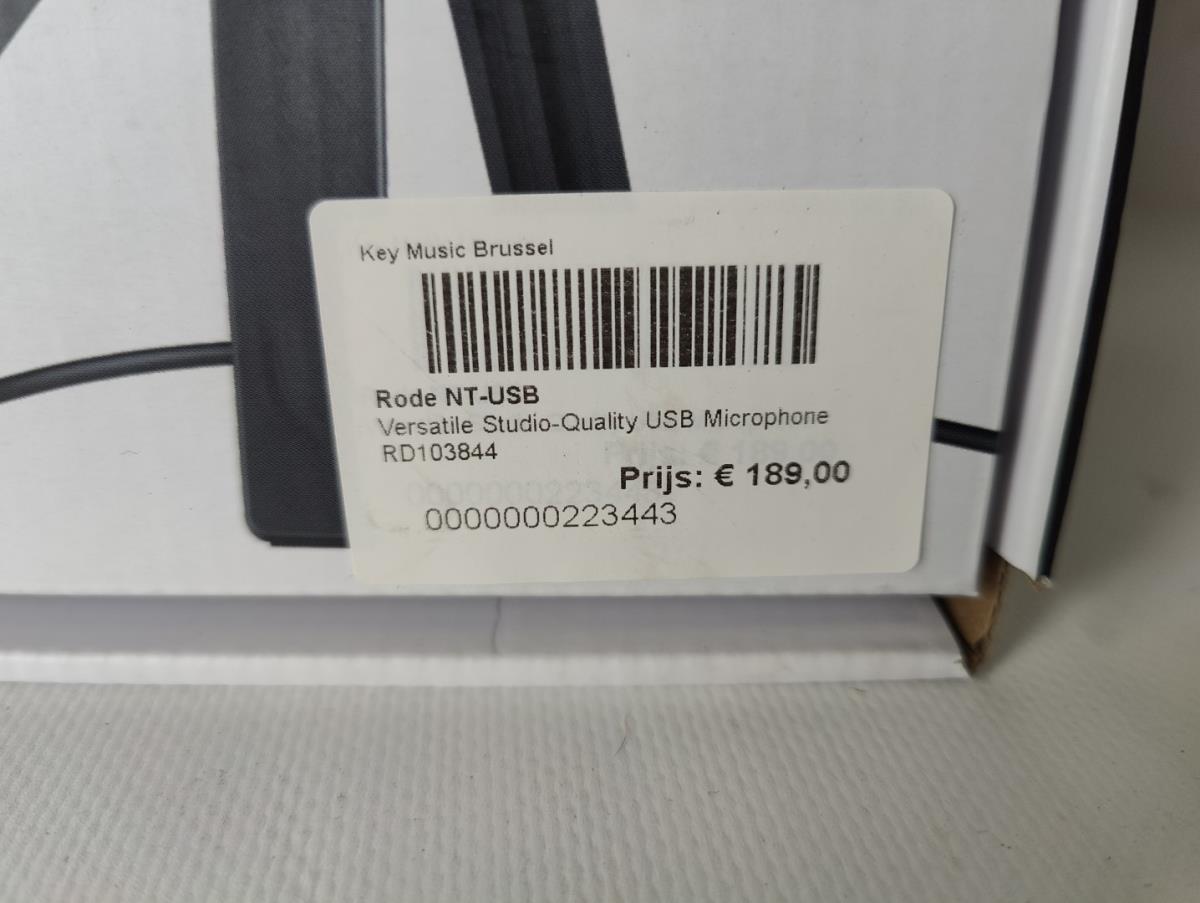 Key Music Brussel
Rode NT-USB
Versatile Studio-Quality USB Microphone
RD103844
Prijs: € 189,00
0000000223443